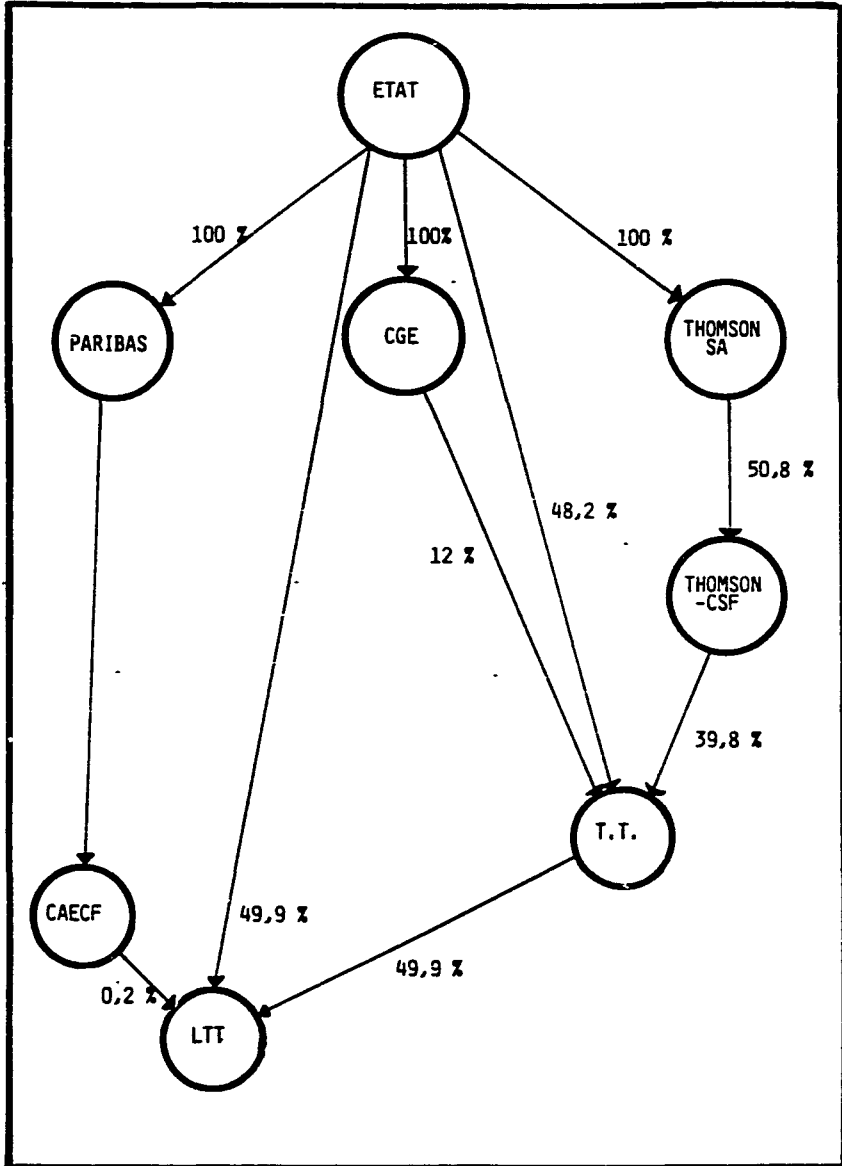 ETAT
100 %
100%
100 %
PARIBAS
CGE
THOMSON
SA
50,8 %
48,2 %
12 %
THOMSON
-CSF
39,8 %
T.T.
CAECF
49,9 %
49,9 %
0,2 %
LTT